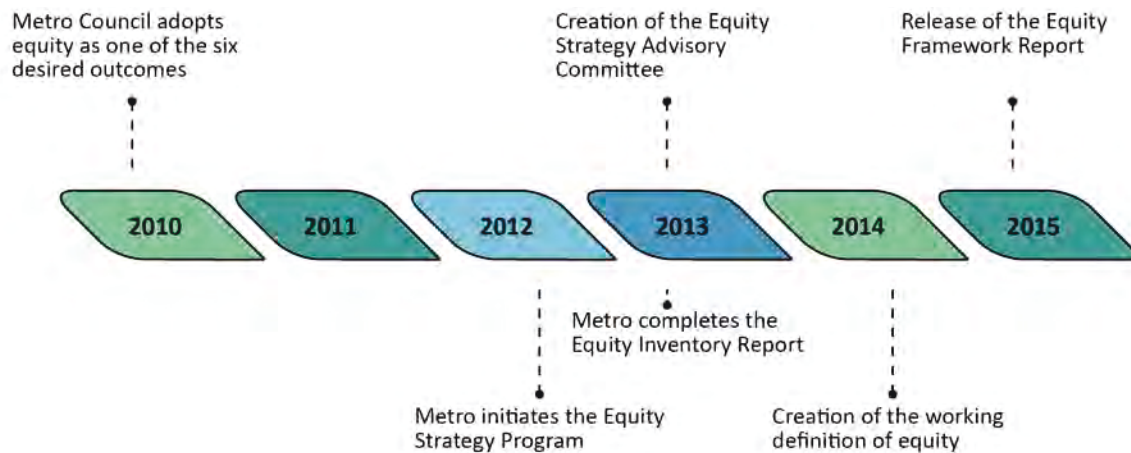 Metro Council adopts
equity as one of the six
desired outcomes
Creation of the Equity
Strategy Advisory
Committee
Release of the Equity
Framework Report
2010
2011
2012
2013
2014
2015
Metro completes the
Equity Inventory Report
Metro initiates the Equity
Strategy Program
Creation of the working
definition of equity